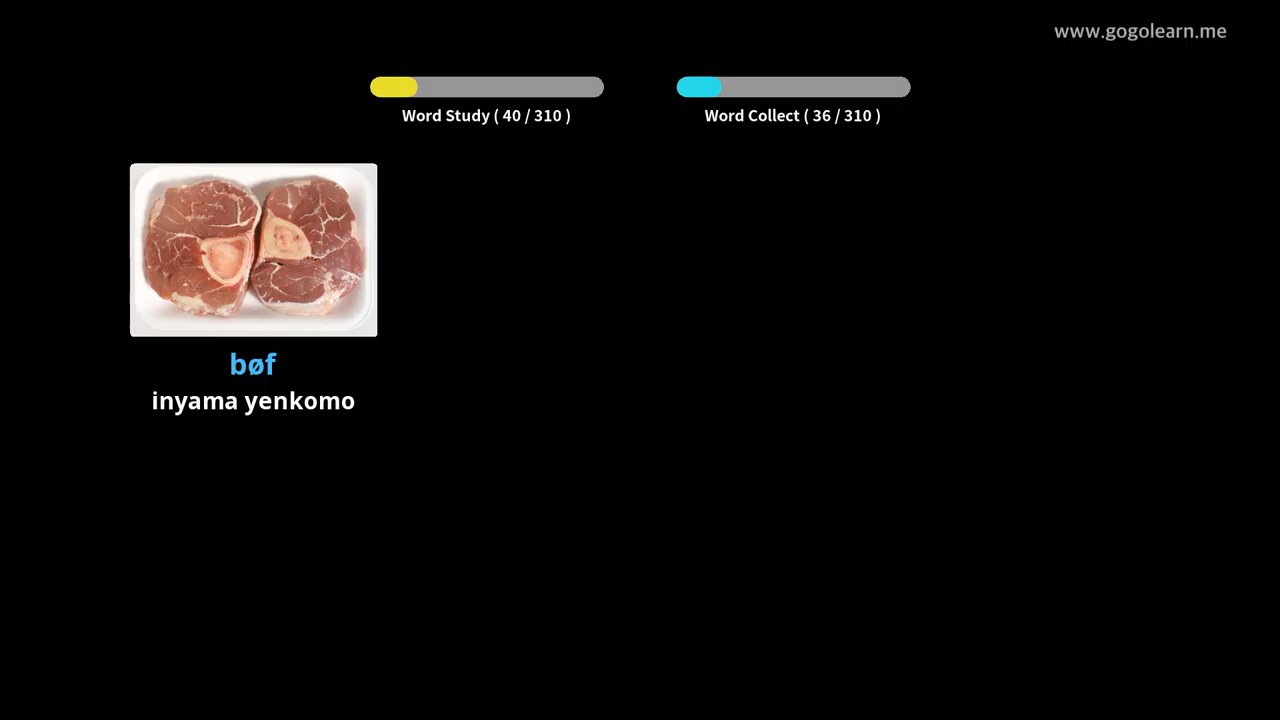 www.gogolearn.me
Word Study ( 40 / 310 )
Word Collect ( 36 / 310 )
bøf
inyama yenkomo